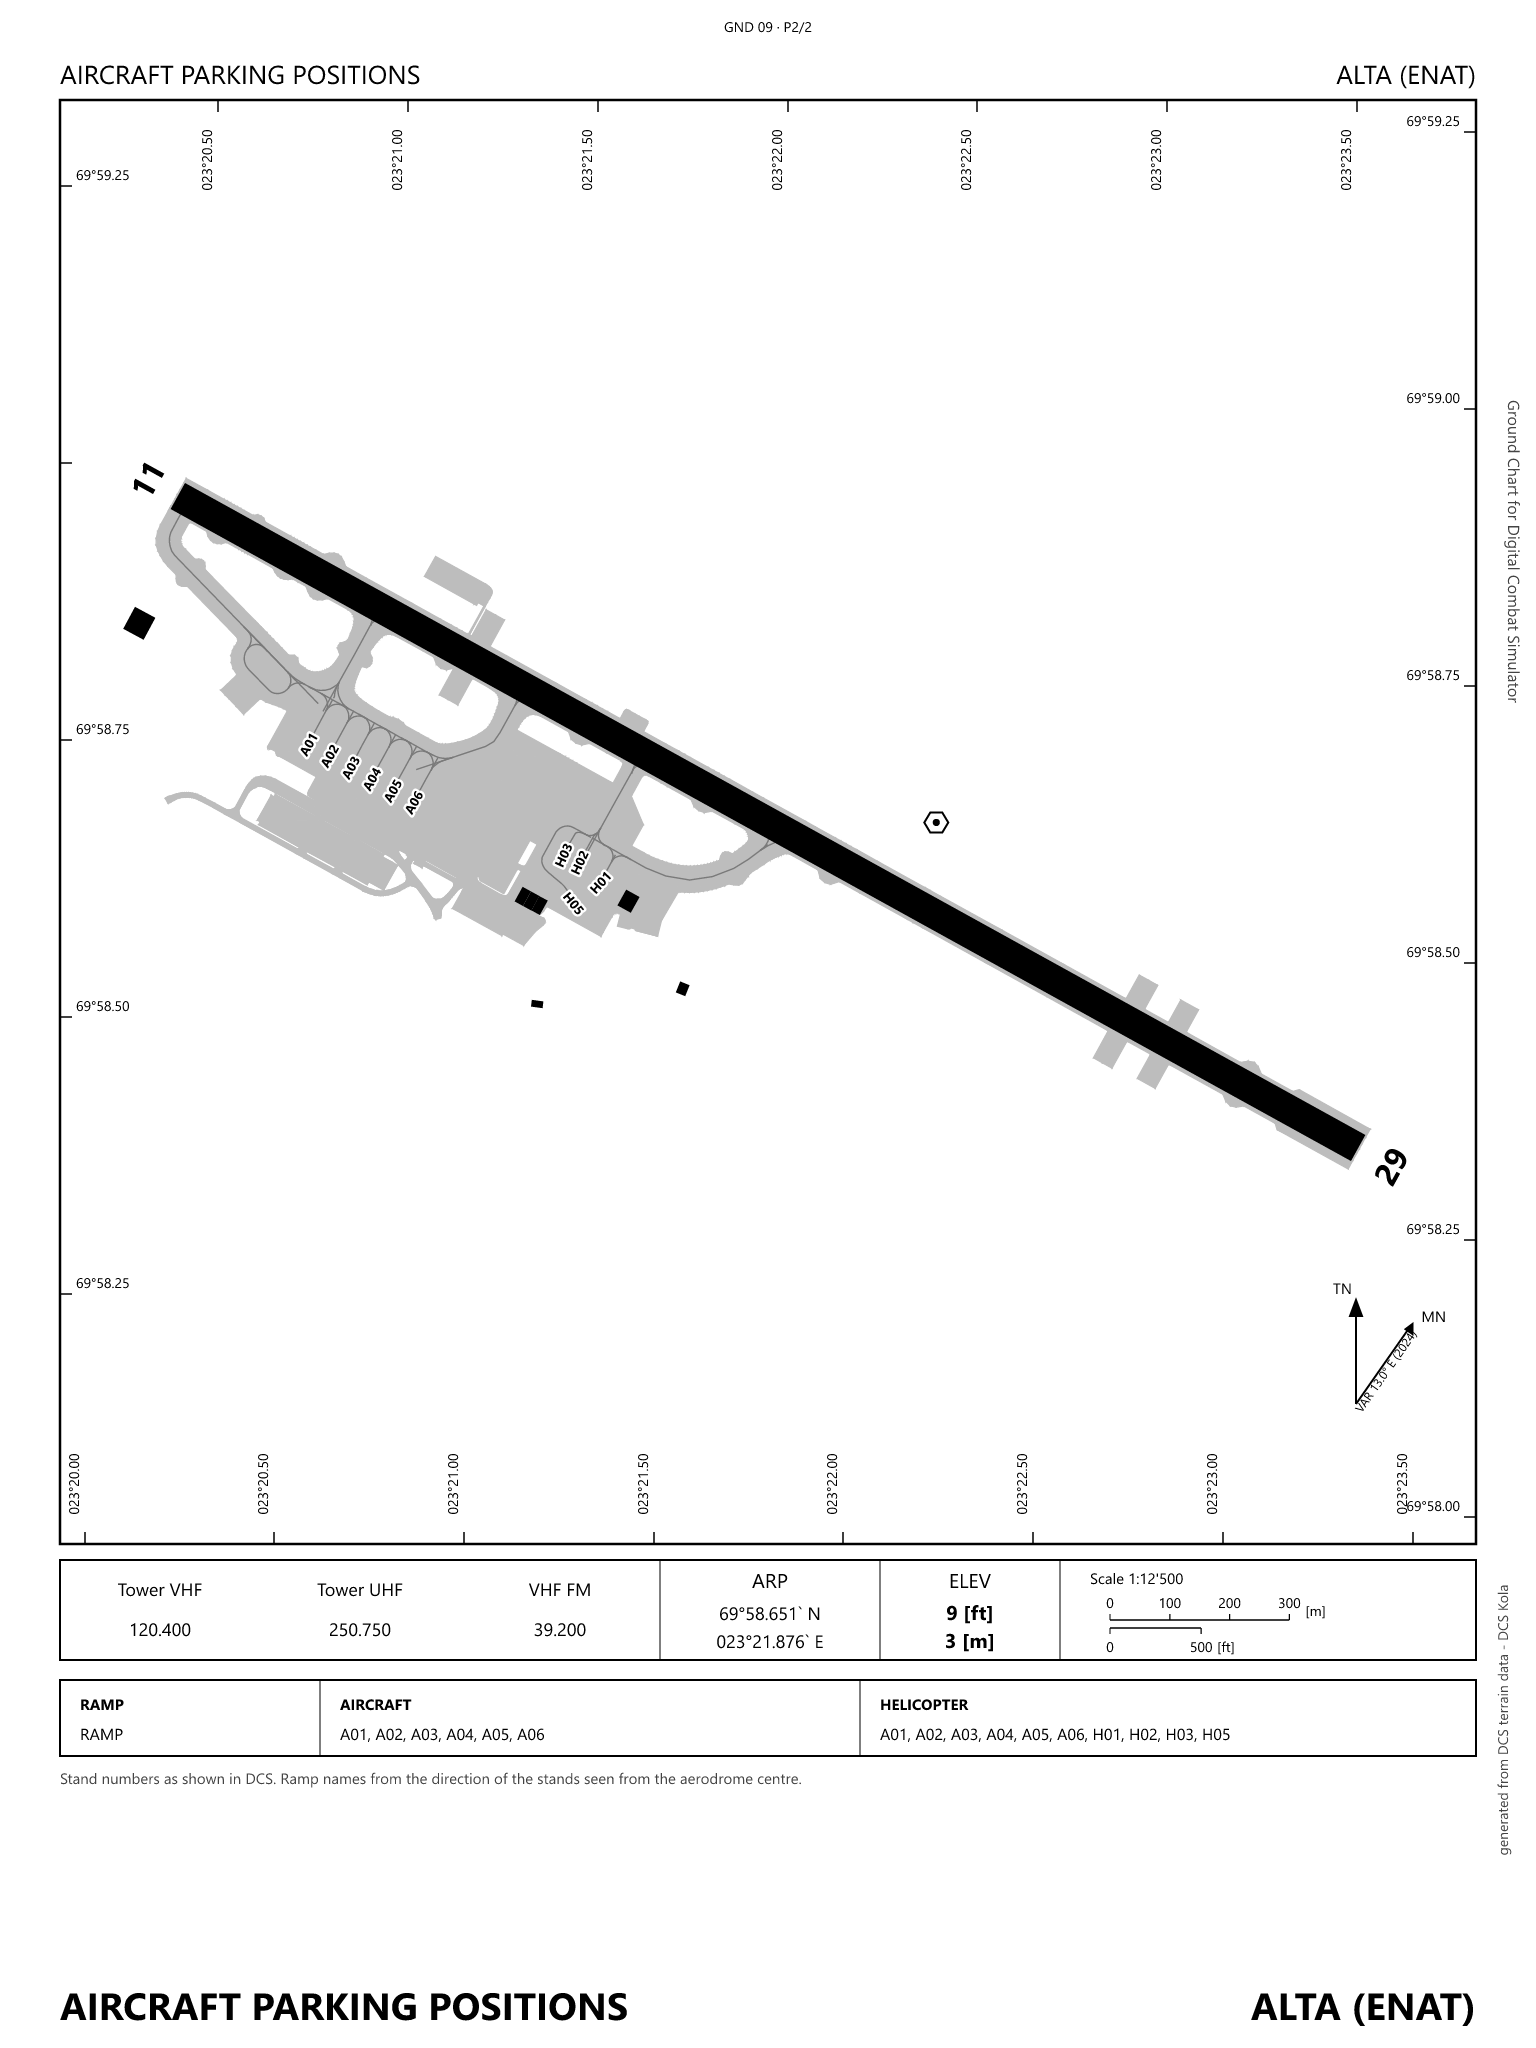 GND 09 · P2/2
AIRCRAFT PARKING POSITIONS
ALTA (ENAT)
023°20.50
023°21.00
023°21.50
023°22.00
023°22.50
023°23.00
023°23.50
69°59.25
69°59.25
69°59.00
11
69°58.75
69°58.75
A01
A02
A03
A04
A05
A06
H03
H02
H01
H05
69°58.50
69°58.50
29
69°58.25
69°58.25
TN
MN
VAR 13.0° E (2024)
023°20.00
023°20.50
023°21.00
023°21.50
023°22.00
023°22.50
023°23.00
023°23.50
69°58.00
Ground Chart for Digital Combat Simulator
Tower VHF
120.400
Tower UHF
250.750
VHF FM
39.200
ARP
69°58.651` N
023°21.876` E
ELEV
9 [ft]
3 [m]
Scale 1:12'500
0 100 200 300 [m]
0 500 [ft]
RAMP
RAMP
AIRCRAFT
A01, A02, A03, A04, A05, A06
HELICOPTER
A01, A02, A03, A04, A05, A06, H01, H02, H03, H05
Stand numbers as shown in DCS. Ramp names from the direction of the stands seen from the aerodrome centre.
generated from DCS terrain data - DCS Kola
AIRCRAFT PARKING POSITIONS
ALTA (ENAT)